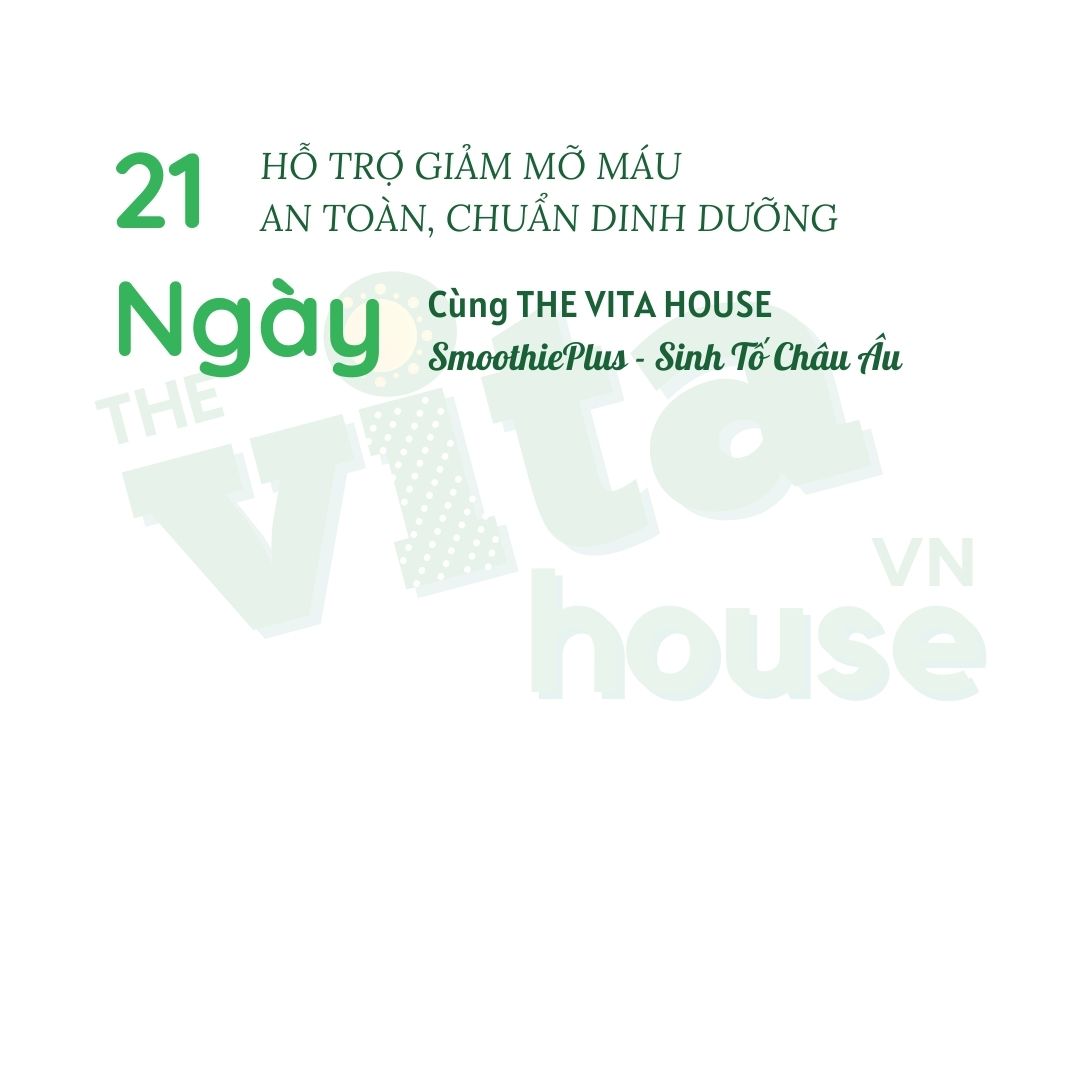 21
HỖ TRỢ GIẢM MỠ MÁU
AN TOÀN, CHUẨN DINH DƯỠNG
Ngày
Cùng THE VITA HOUSE
SmoothiePlus - Sinh Tố Châu Âu
THE
vita
VN
house